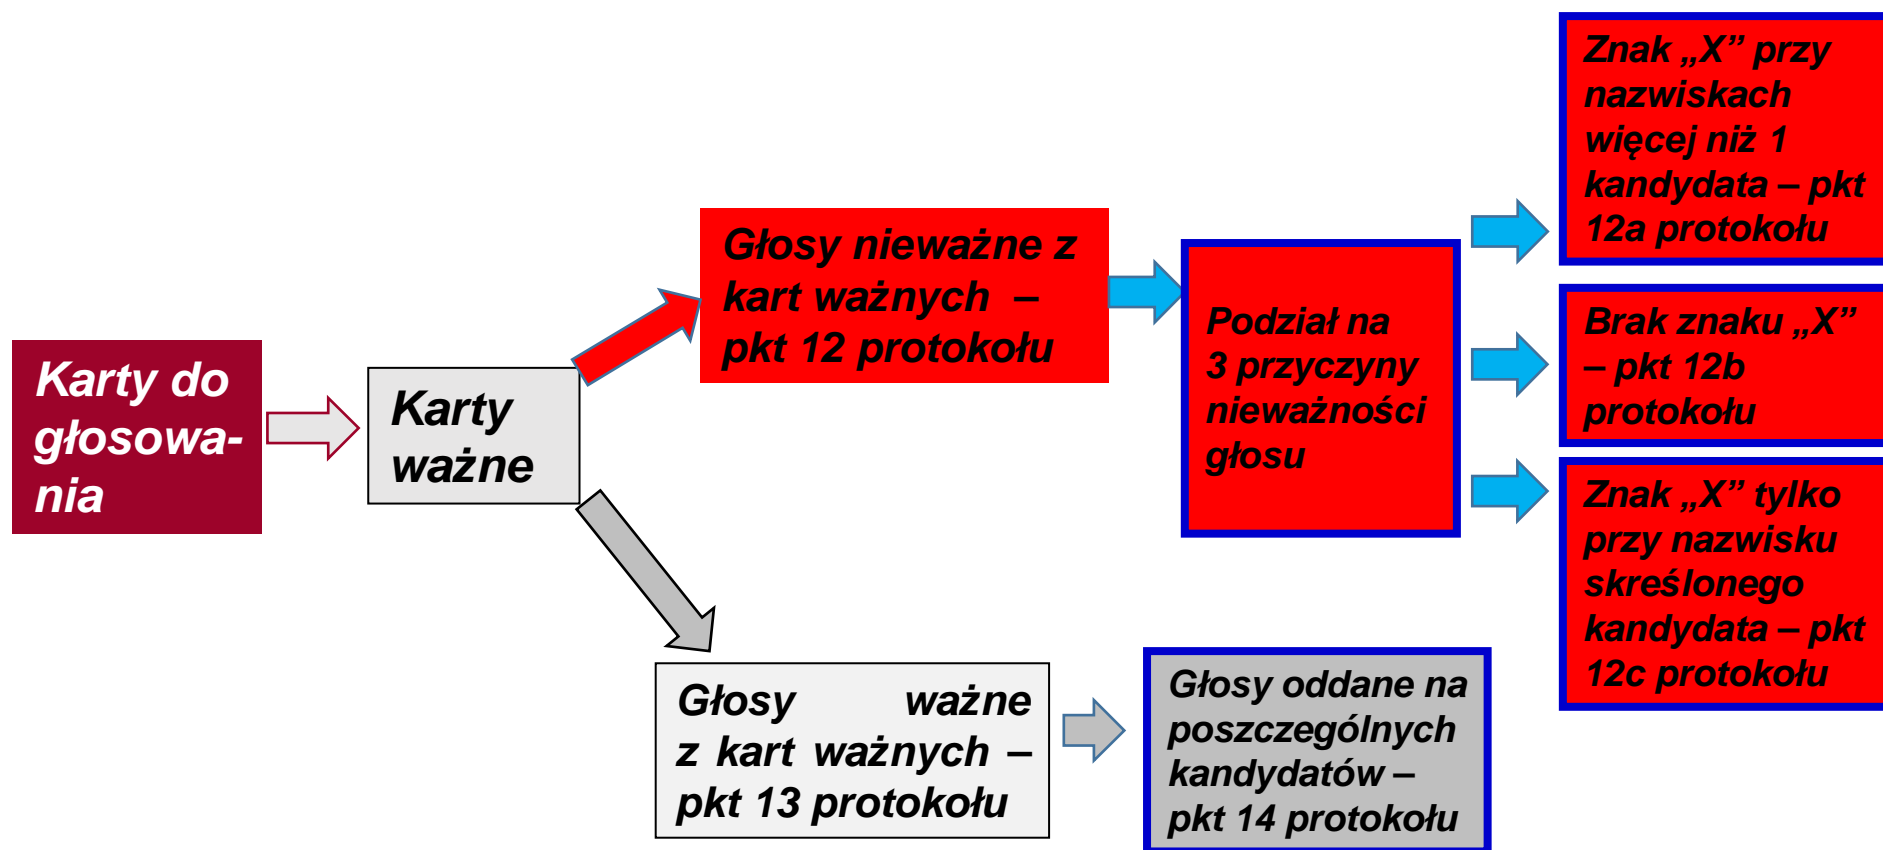 Karty do
głosowa-
nia
Karty
ważne
Głosy nieważne z
kart ważnych –
pkt 12 protokołu
Podział na
3 przyczyny
nieważności
głosu
Znak „X” przy
nazwiskach
więcej niż 1
kandydata – pkt
12a protokołu
Brak znaku „X”
– pkt 12b
protokołu
Znak „X” tylko
przy nazwisku
skreślonego
kandydata – pkt
12c protokołu
Głosy ważne
z kart ważnych –
pkt 13 protokołu
Głosy oddane na
poszczególnych
kandydatów –
pkt 14 protokołu